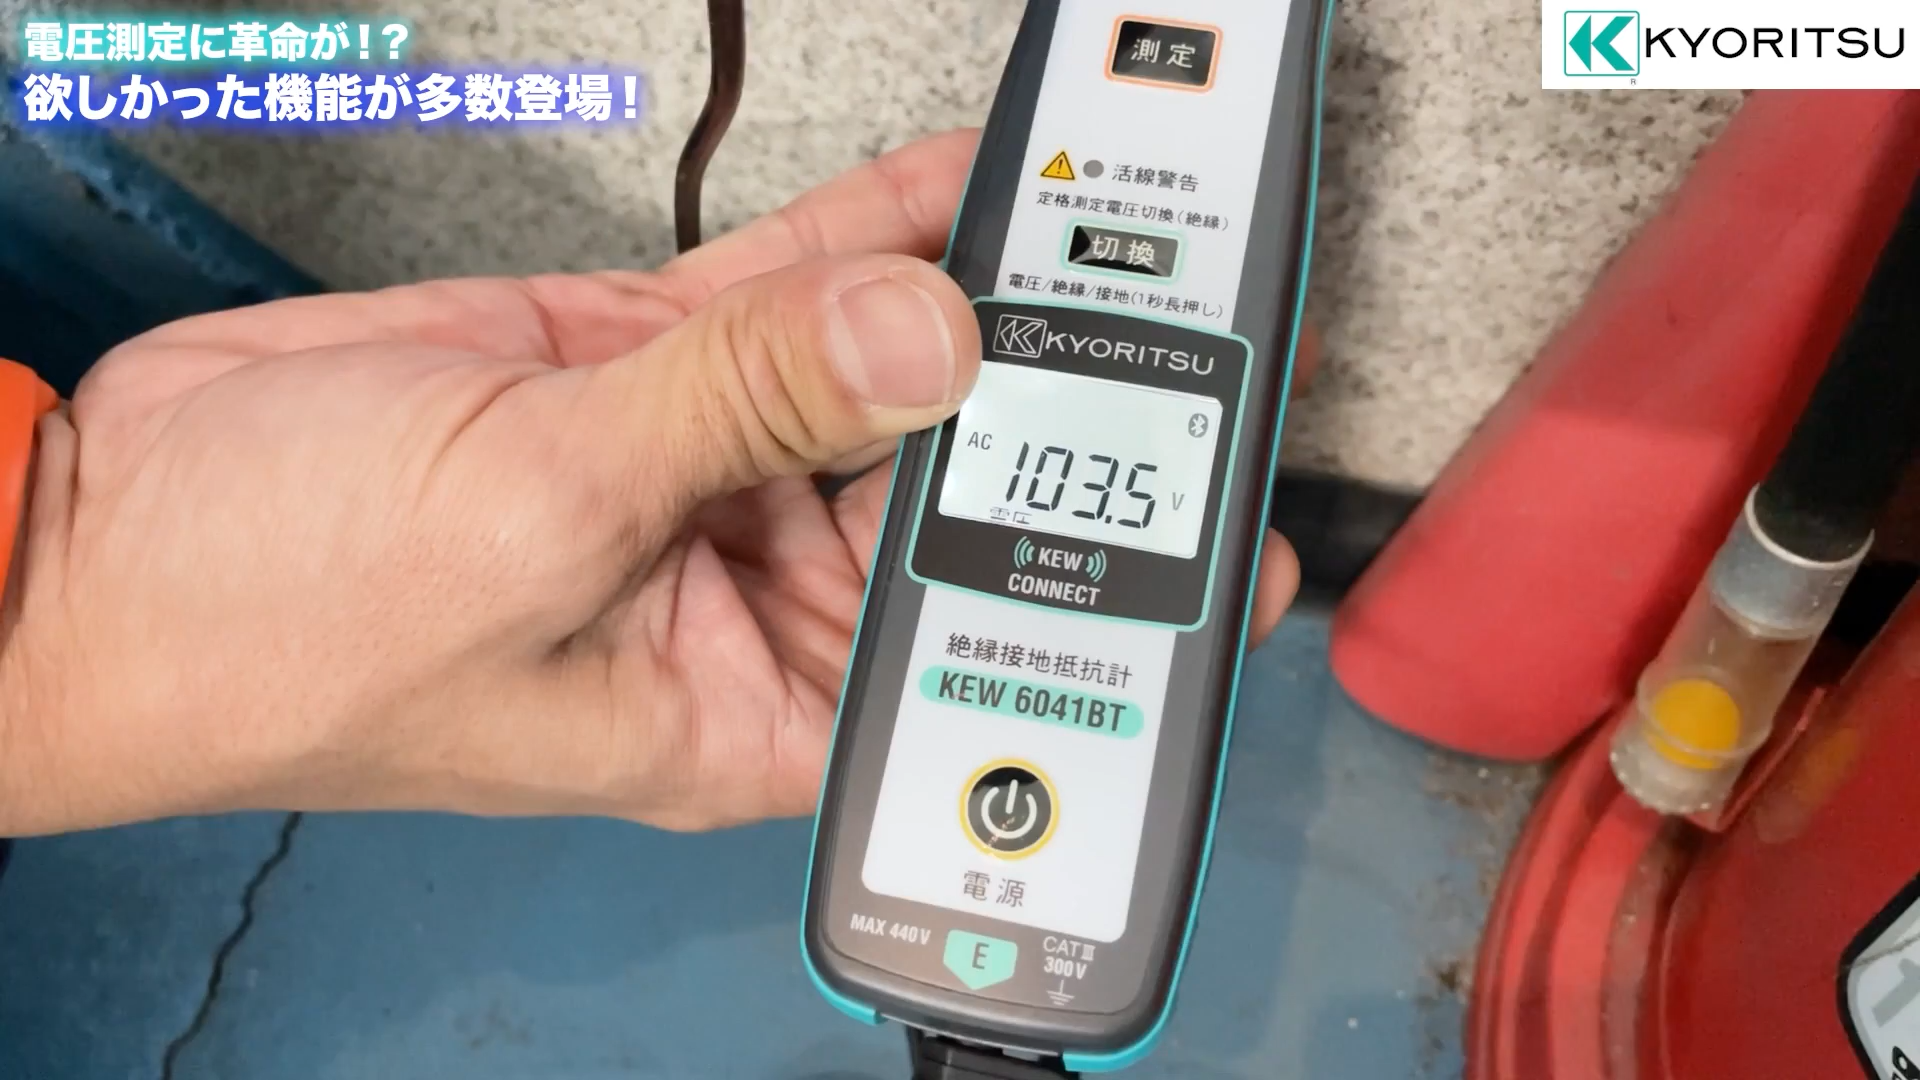 電圧測定に革命が！？
欲しかった機能が多数登場！
KYORITSU
測定
活線警告
定格測定電圧切換（絶縁）
切換
電圧/絶縁/接地（1秒長押し）
KYORITSU
AC
103.5 V
電圧
KEW
CONNECT
絶縁接地抵抗計
KEW 6041BT
電源
MAX 440V
E
CATⅢ
300V